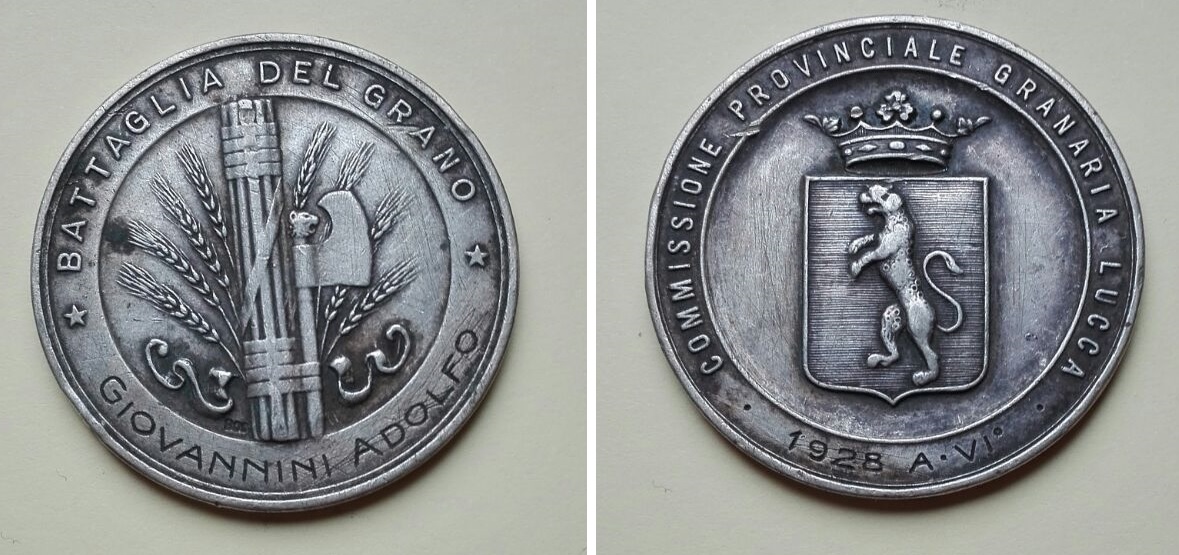 BATTAGLIA DEL GRANO
GIOVANNINI ADOLFO
COMMISSIONE PROVINCIALE GRANARIA LUCCA
1928 A·VI°